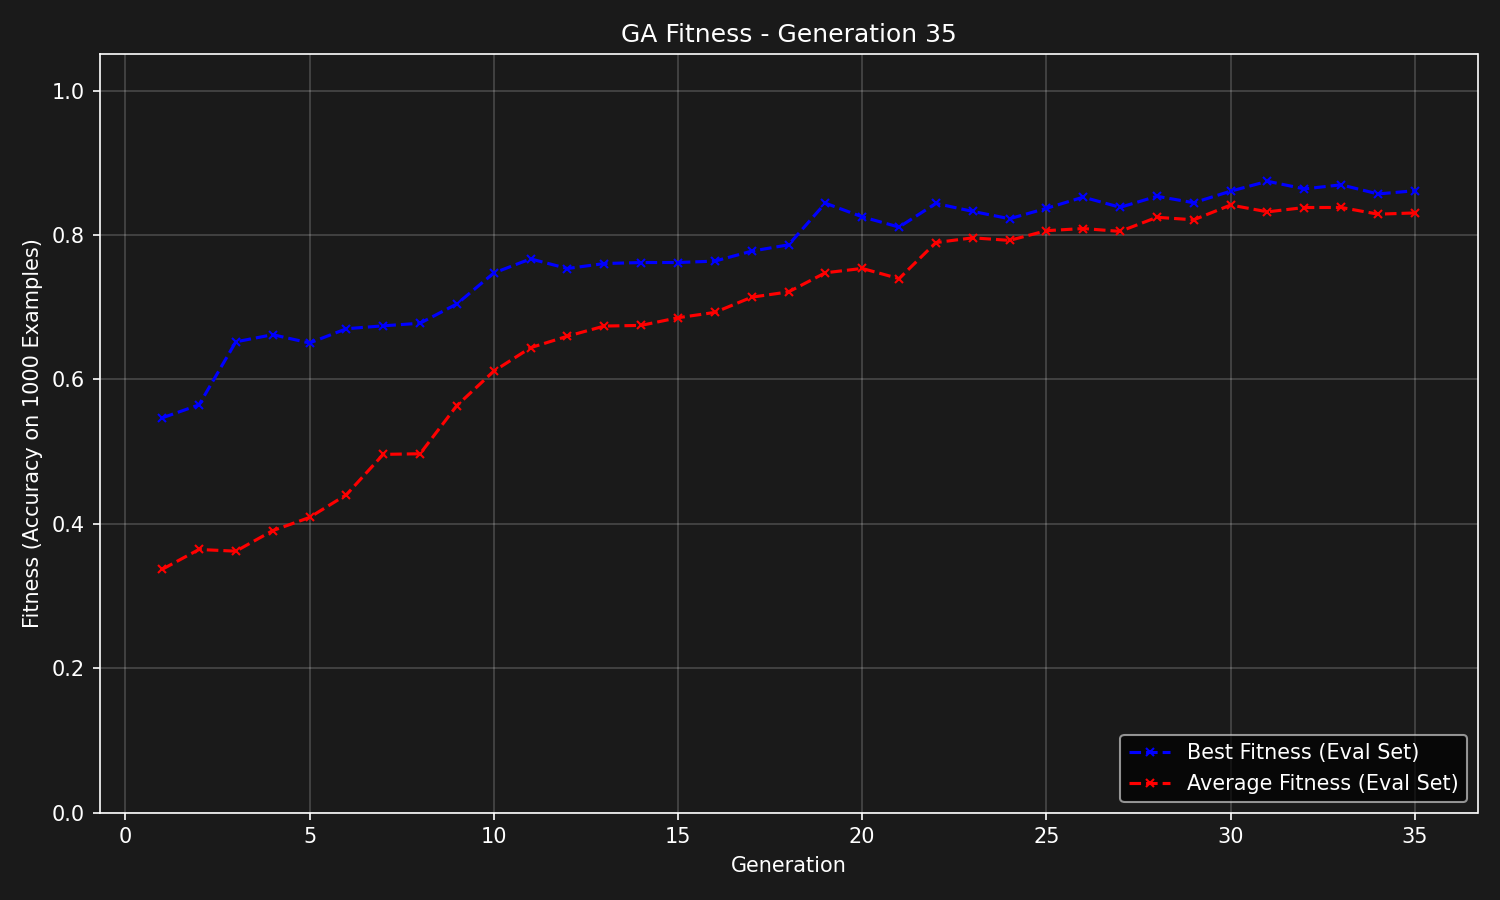 GA Fitness - Generation 35
Fitness (Accuracy on 1000 Examples)
1.0
0.8
0.6
0.4
0.2
0.0
0 5 10 15 20 25 30 35
Generation
Best Fitness (Eval Set)
Average Fitness (Eval Set)